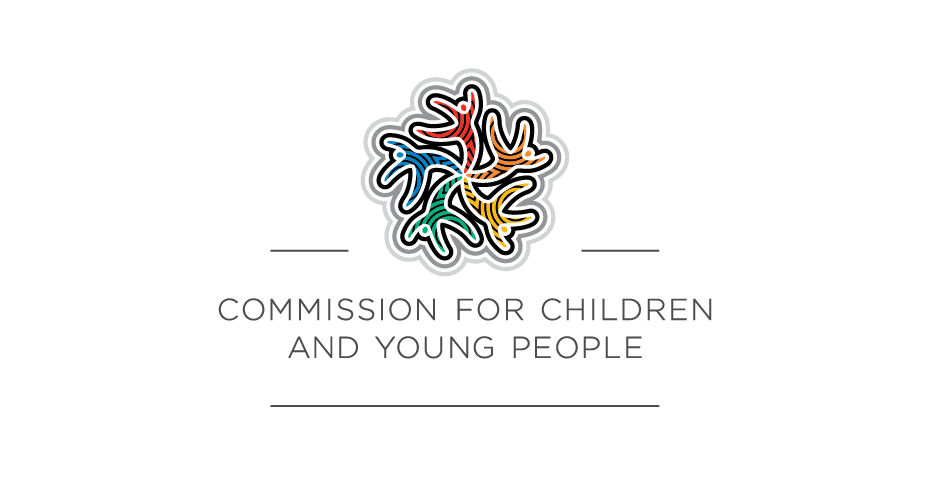 COMMISSION FOR CHILDREN
AND YOUNG PEOPLE